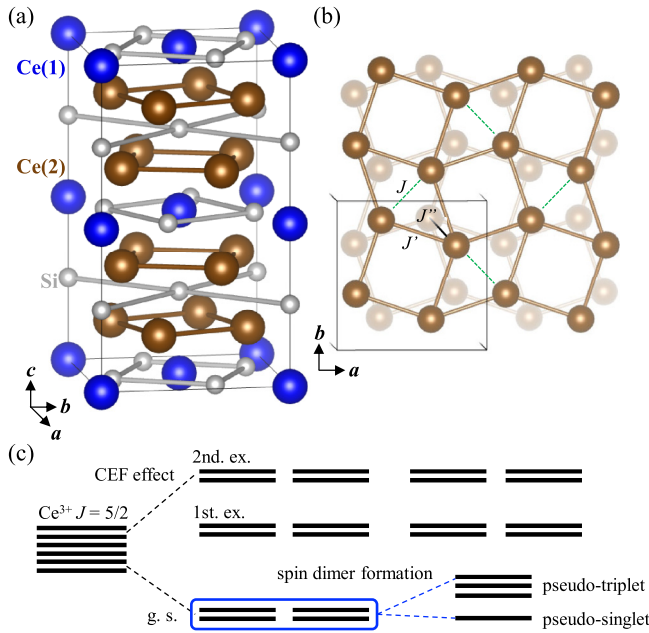 (a)
Ce(1)
Ce(2)
Si
c
b
a
(b)
J
J''
J'
b
a
(c)
2nd. ex.
CEF effect
Ce³⁺ J = 5/2
1st. ex.
spin dimer formation
pseudo-triplet
g. s.
pseudo-singlet